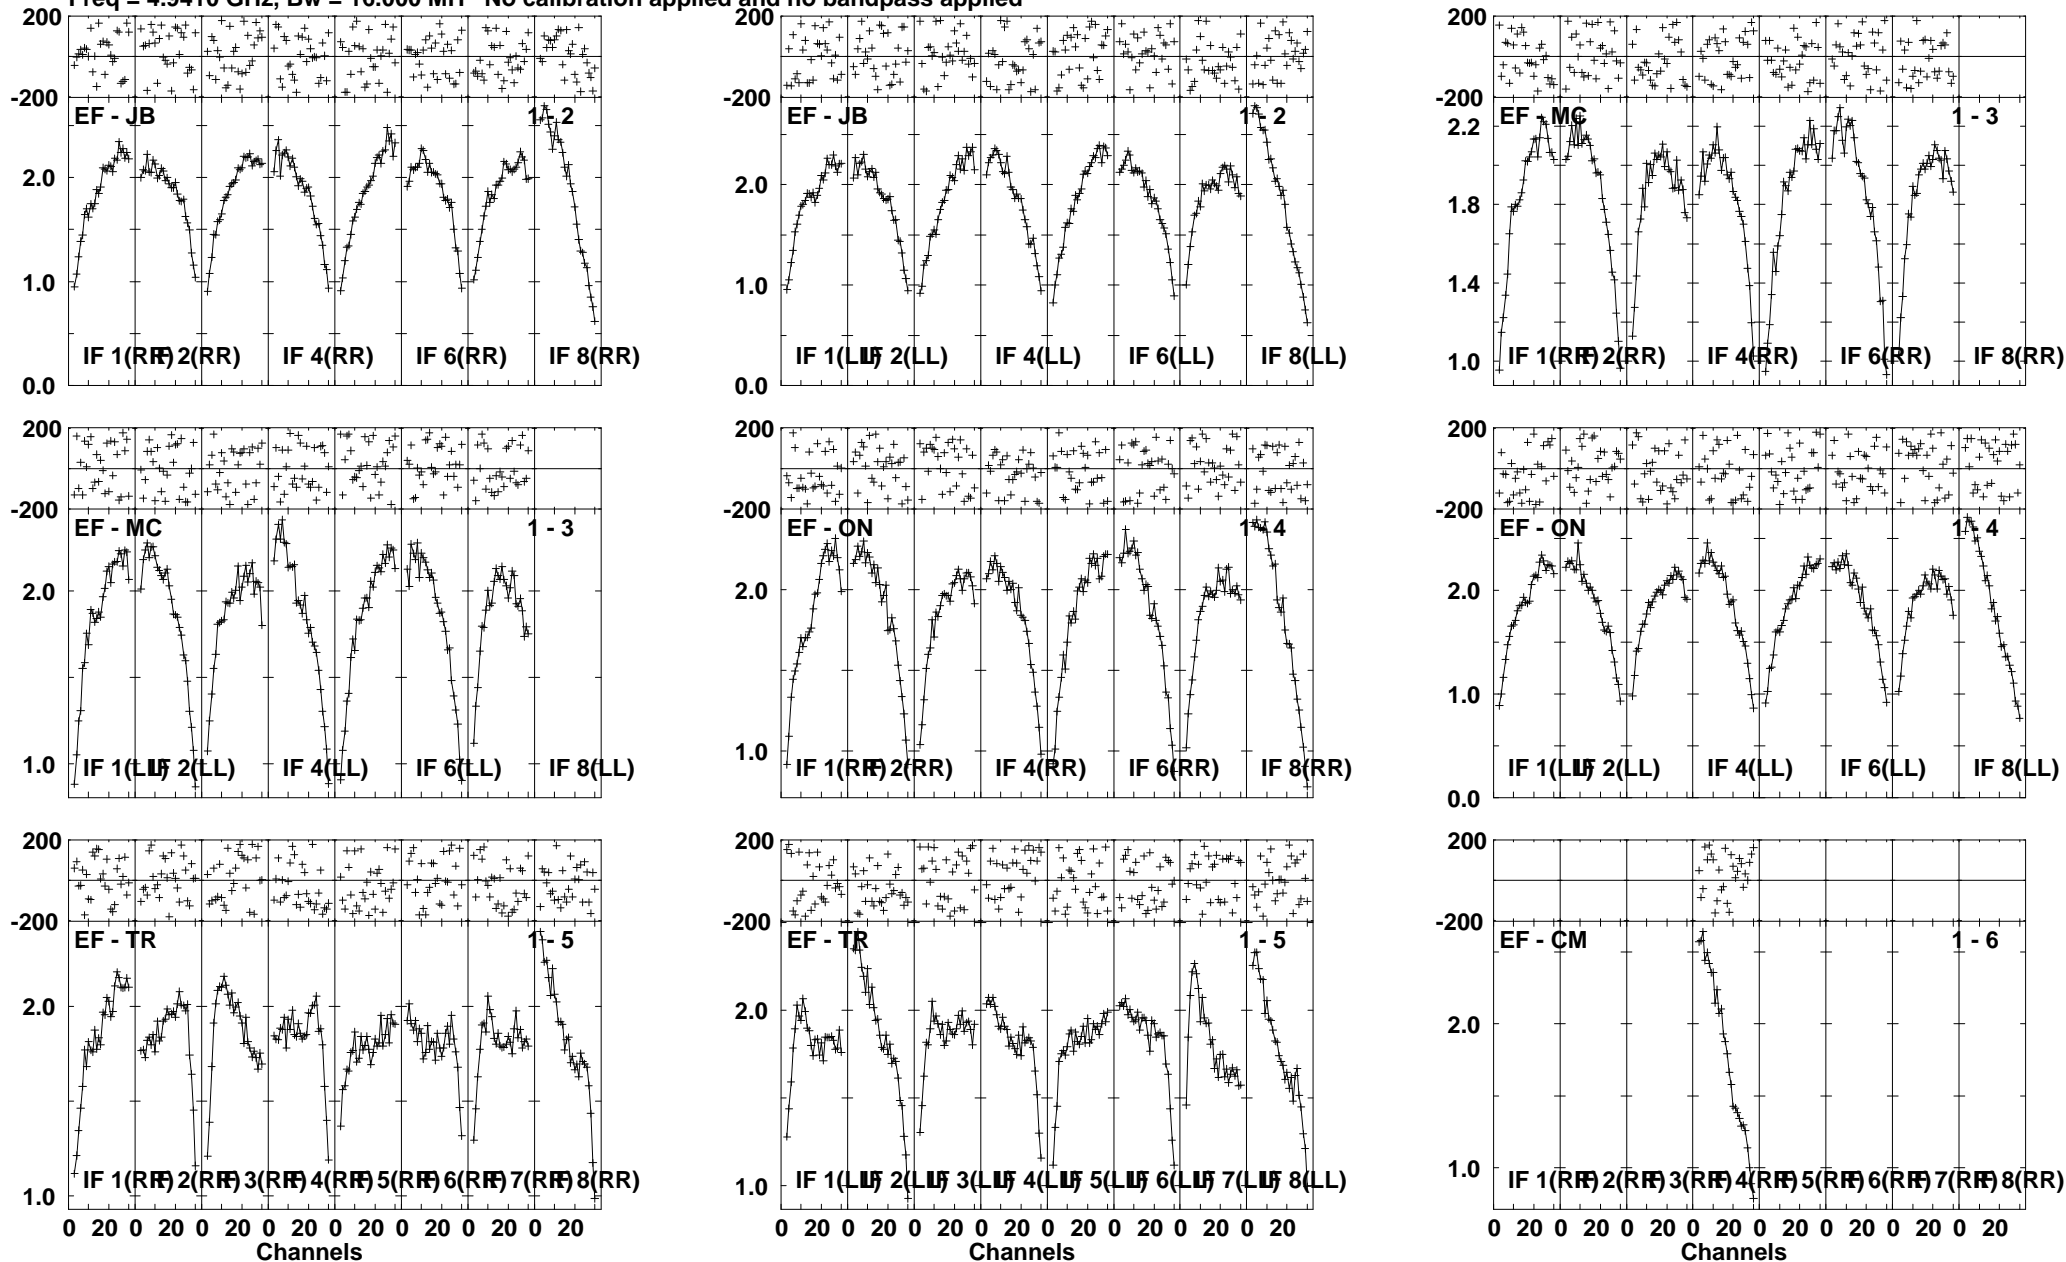 Freq = 4.9410 GHz, Bw = 16.000 MH No calibration applied and no bandpass applied
200
-200
EF - JB 1 - 2
2.0
1.0
0.0
IF 1(RR) IF 2(RR) IF 4(RR) IF 6(RR) IF 8(RR)
200
-200
EF - JB 1 - 2
2.0
1.0
0.0
IF 1(LL) IF 2(LL) IF 4(LL) IF 6(LL) IF 8(LL)
200
-200
EF - MC 1 - 3
2.2
2.0
1.8
1.4
1.0
IF 1(RR) IF 2(RR) IF 4(RR) IF 6(RR) IF 8(RR)
200
-200
EF - MC 1 - 3
2.0
1.0
IF 1(LL) IF 2(LL) IF 4(LL) IF 6(LL) IF 8(LL)
200
-200
EF - ON 1 - 4
2.0
1.0
IF 1(RR) IF 2(RR) IF 4(RR) IF 6(RR) IF 8(RR)
200
-200
EF - ON 1 - 4
2.0
1.0
0.0
IF 1(LL) IF 2(LL) IF 4(LL) IF 6(LL) IF 8(LL)
200
-200
EF - TR 1 - 5
2.0
1.0
IF 1(RR) IF 2(RR) IF 3(RR) IF 4(RR) IF 5(RR) IF 6(RR) IF 7(RR) IF 8(RR)
0 20 0 20 0 20 0 20 0 20 0 20 0 20 0 20
Channels
200
-200
EF - TR 1 - 5
2.0
1.0
IF 1(LL) IF 2(LL) IF 3(LL) IF 4(LL) IF 5(LL) IF 6(LL) IF 7(LL) IF 8(LL)
0 20 0 20 0 20 0 20 0 20 0 20 0 20 0 20
Channels
200
-200
EF - CM 1 - 6
2.0
1.0
IF 1(RR) IF 2(RR) IF 3(RR) IF 4(RR) IF 5(RR) IF 6(RR) IF 7(RR) IF 8(RR)
0 20 0 20 0 20 0 20 0 20 0 20 0 20 0 20
Channels